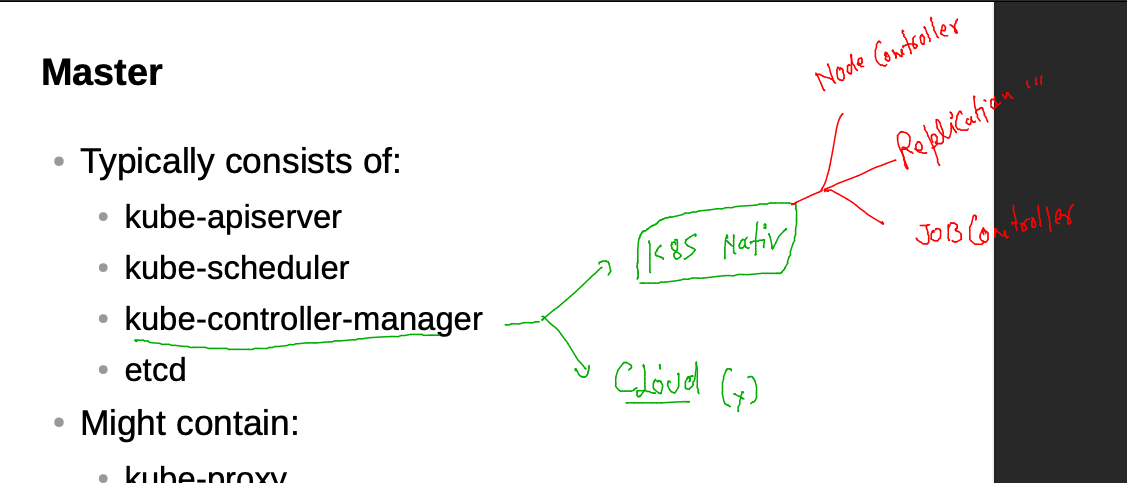 Master
Typically consists of:
kube-apiserver
kube-scheduler
kube-controller-manager
etcd
Might contain:
kube-proxy
Node Controller
Replication "'
JOB Controller
K8S Nativ
Cloud (x)